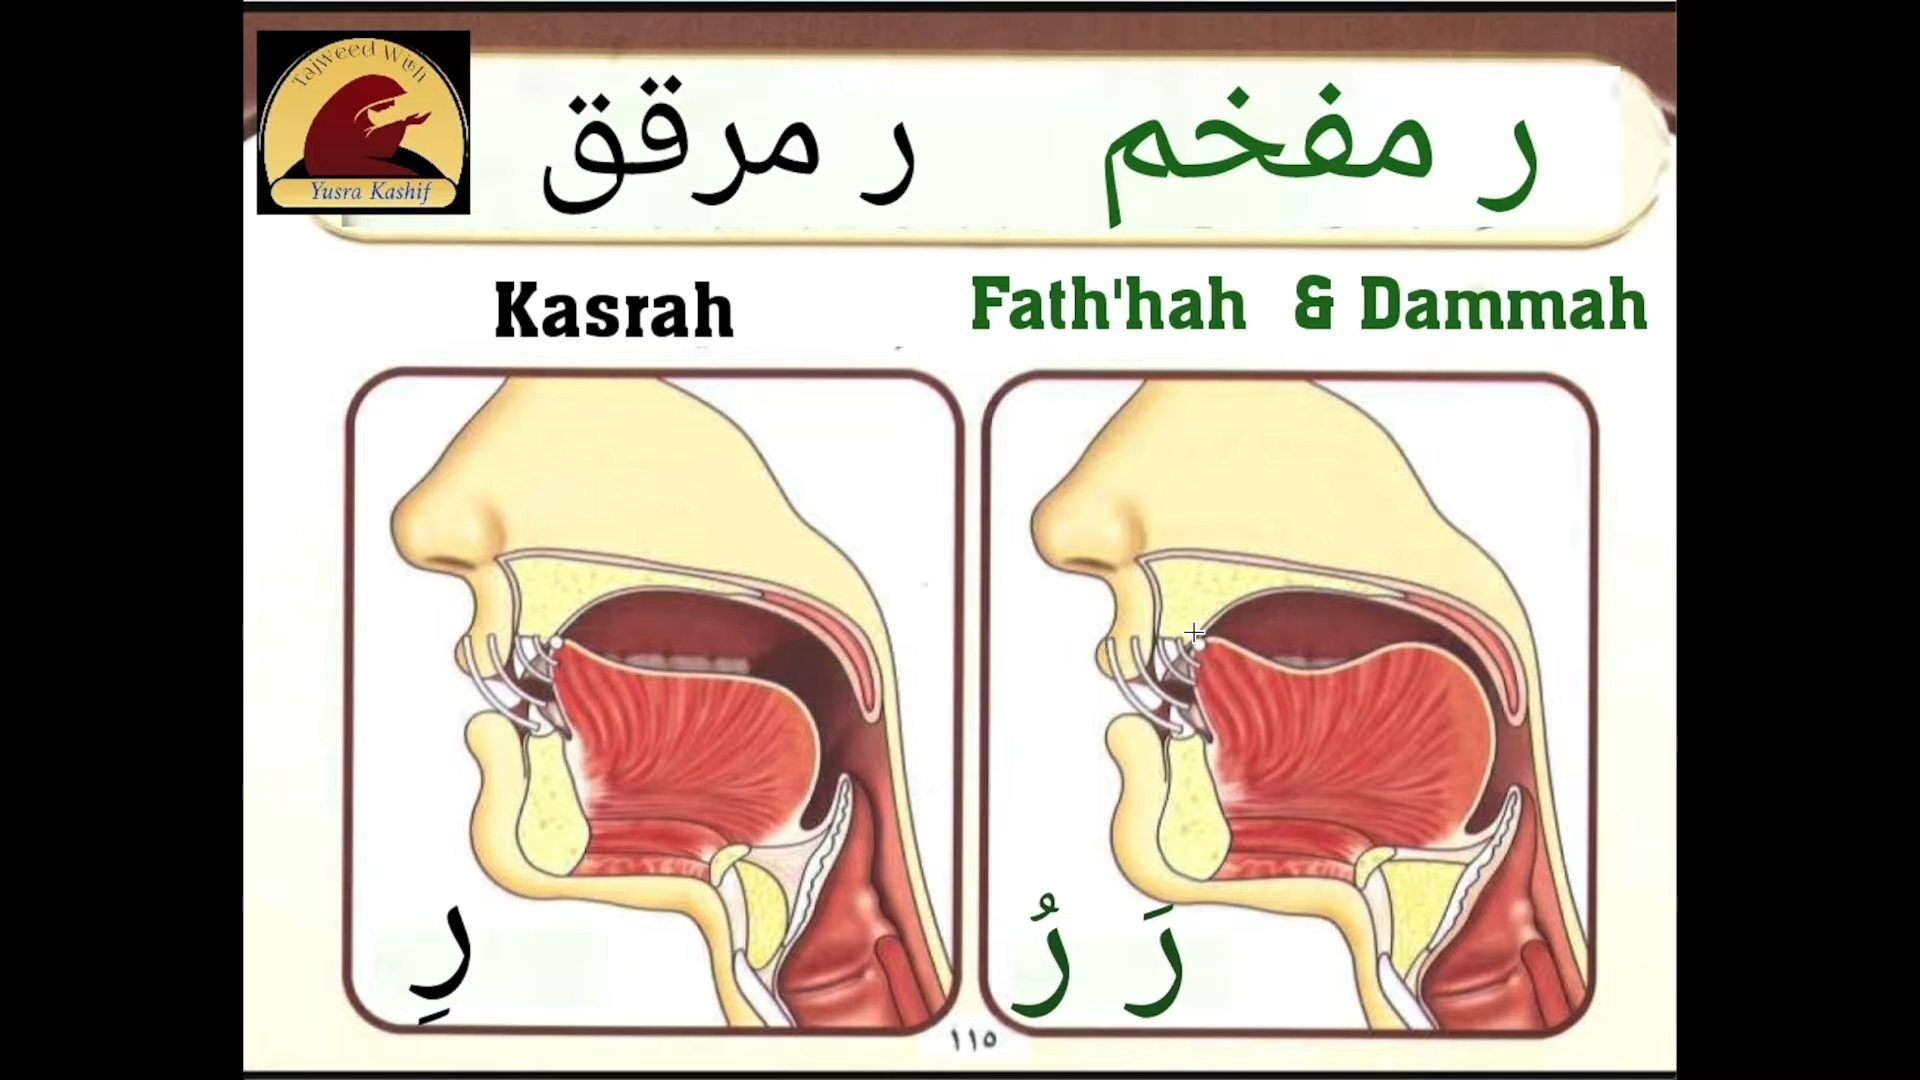 Tajweed With
Yusra Kashif
ر مفخم
ر مرقق
Kasrah
Fath'hah & Dammah
رِ
رَ رُ
١١٥